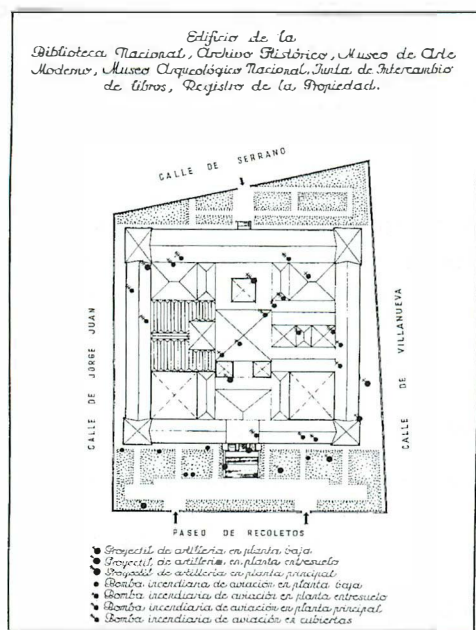 Edificio de la
Biblioteca Nacional, Archivo Histórico, Museo de Arte
Moderno, Museo Arqueológico Nacional, Junta de Intercambio
de libros, Registro de la Propiedad.
CALLE DE SERRANO
CALLE DE JORGE JUAN
CALLE DE VILLANUEVA
PASEO DE RECOLETOS
Proyectil de artillería en planta baja
Proyectil de artillería en planta entresuelo
Proyectil de artillería en planta principal
Bomba incendiaria de aviación en planta baja
Bomba incendiaria de aviación en planta entresuelo
Bomba incendiaria de aviación en planta principal
Bomba incendiaria de aviación en cubiertas